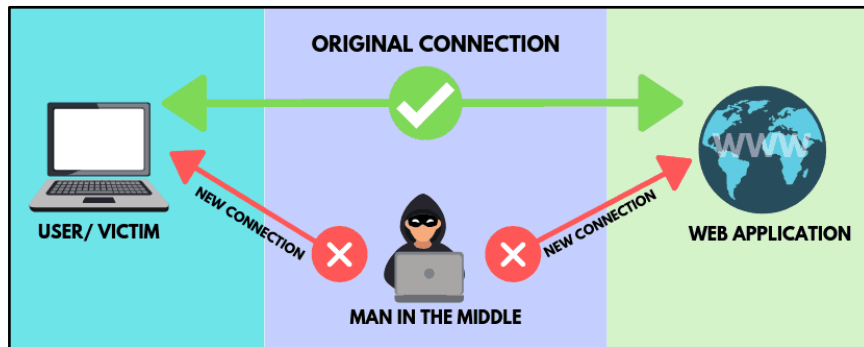 ORIGINAL CONNECTION
WWW
NEW CONNECTION
NEW CONNECTION
USER/ VICTIM
WEB APPLICATION
MAN IN THE MIDDLE